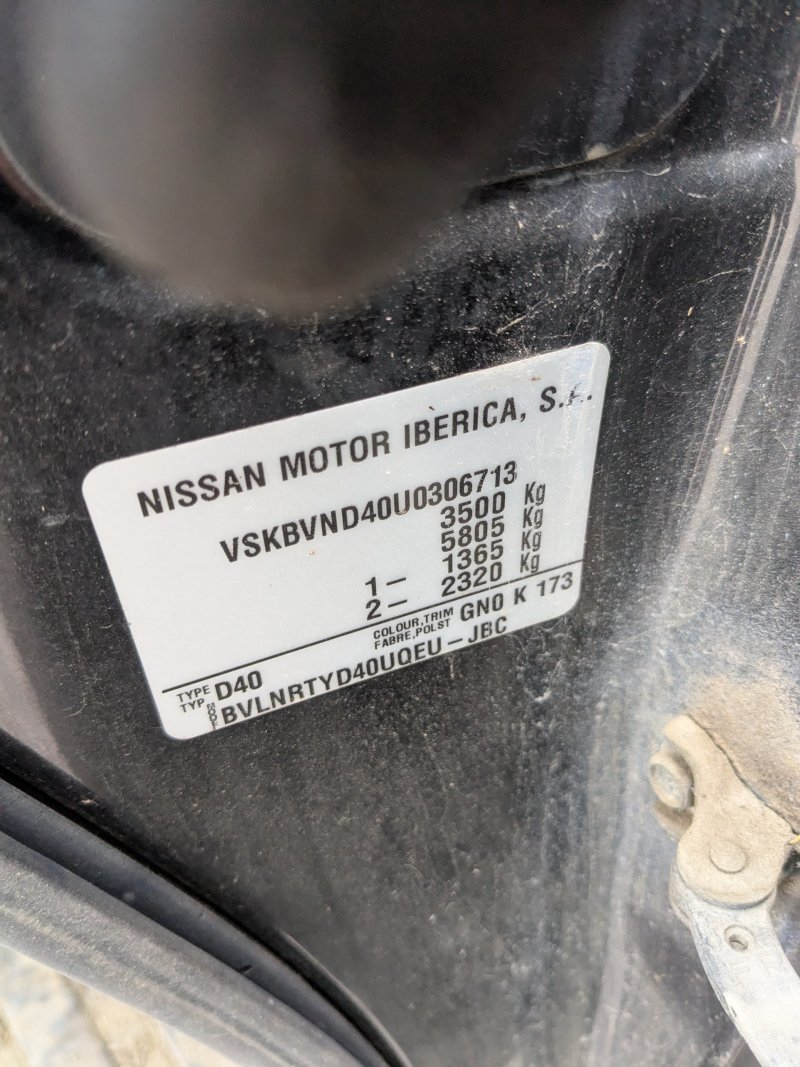 NISSAN MOTOR IBERICA, S.A.
VSKBVND40U0306713
3500 Kg
5805 Kg
1- 1365 Kg
2- 2320 Kg
COLOUR,TRIM GN0 K 173
FABRE,POLST
TYPE D40
TYP
MODEL BVLNRTYD40UQEU-JBC